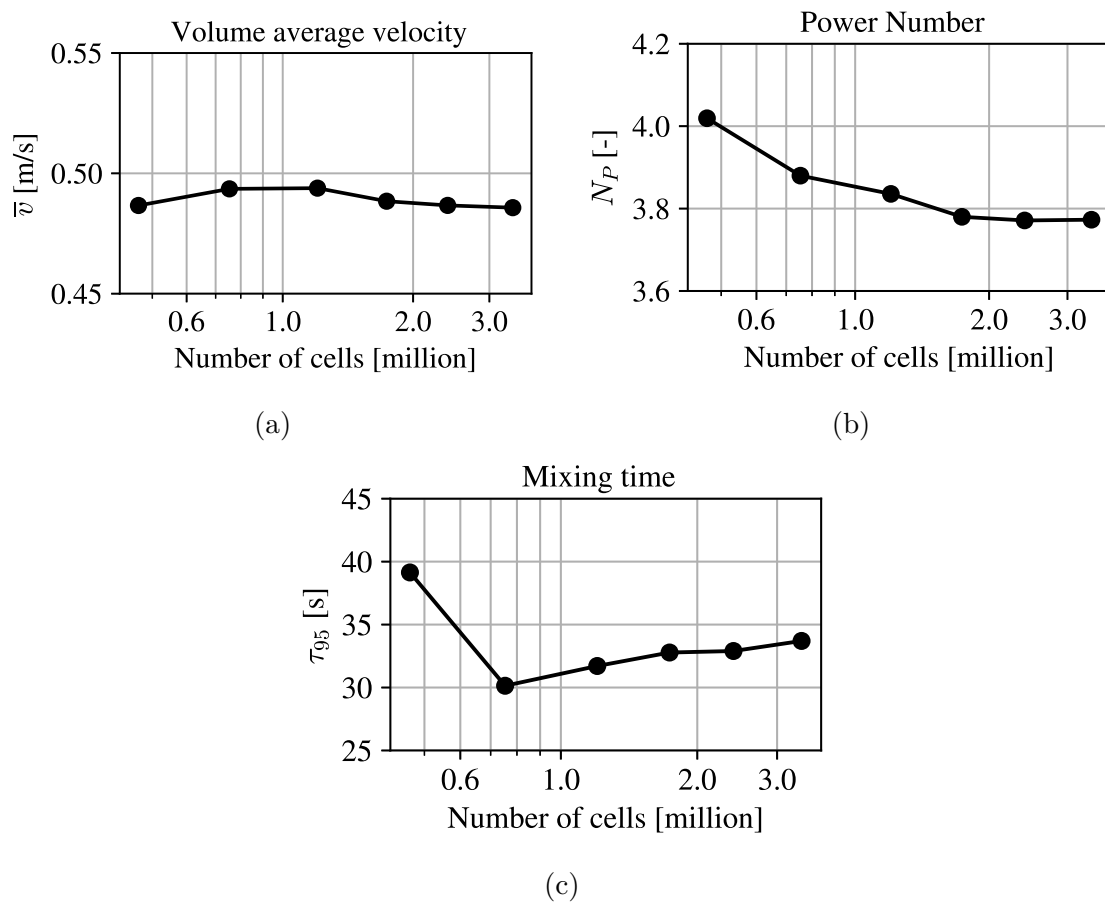 Volume average velocity
0.55
0.50
0.45
v̅ [m/s]
0.6 1.0 2.0 3.0
Number of cells [million]
(a)
Power Number
4.2
4.0
3.8
3.6
N_P [-]
0.6 1.0 2.0 3.0
Number of cells [million]
(b)
Mixing time
45
40
35
30
25
τ₉₅ [s]
0.6 1.0 2.0 3.0
Number of cells [million]
(c)